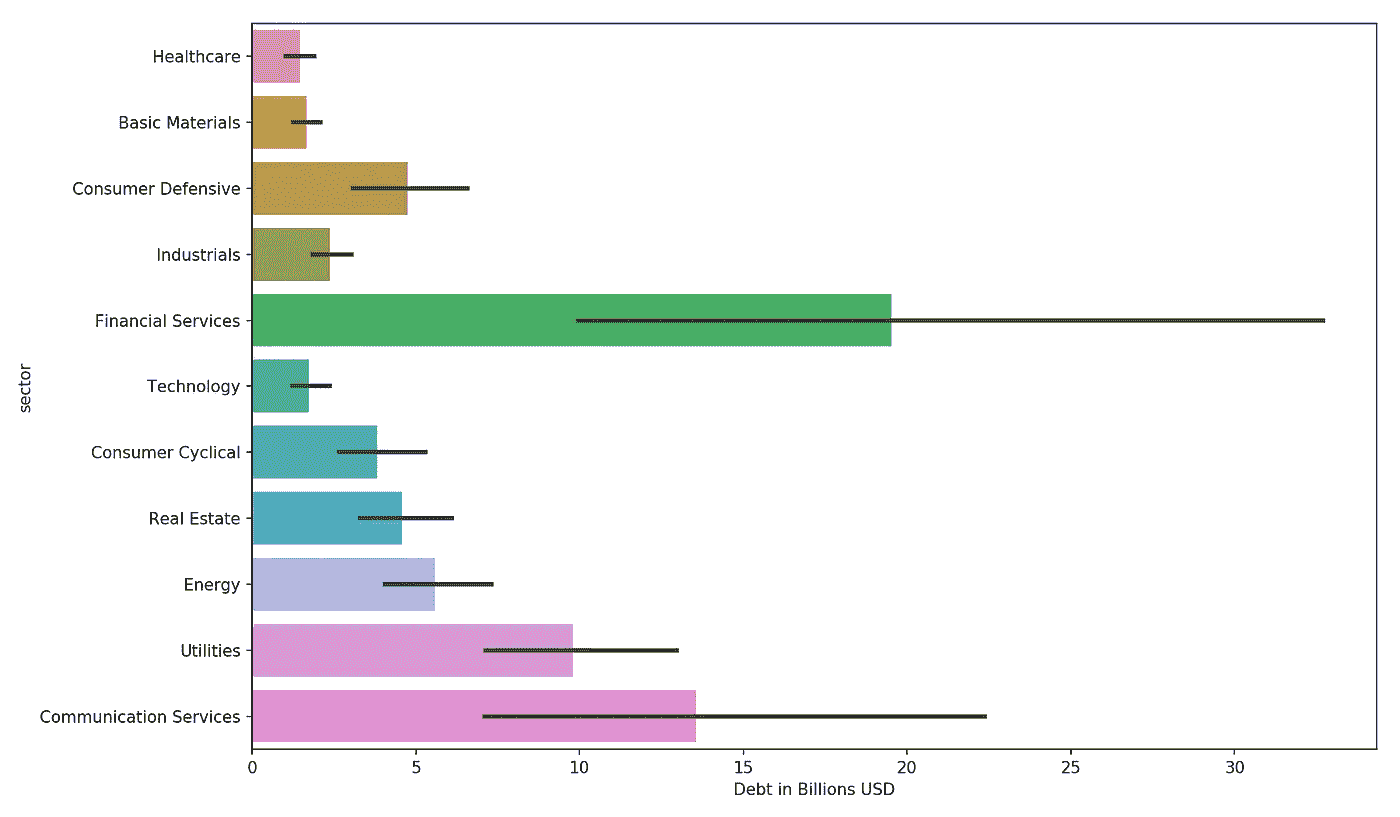 Healthcare
Basic Materials
Consumer Defensive
Industrials
Financial Services
Technology
Consumer Cyclical
Real Estate
Energy
Utilities
Communication Services
sector
0 5 10 15 20 25 30
Debt in Billions USD